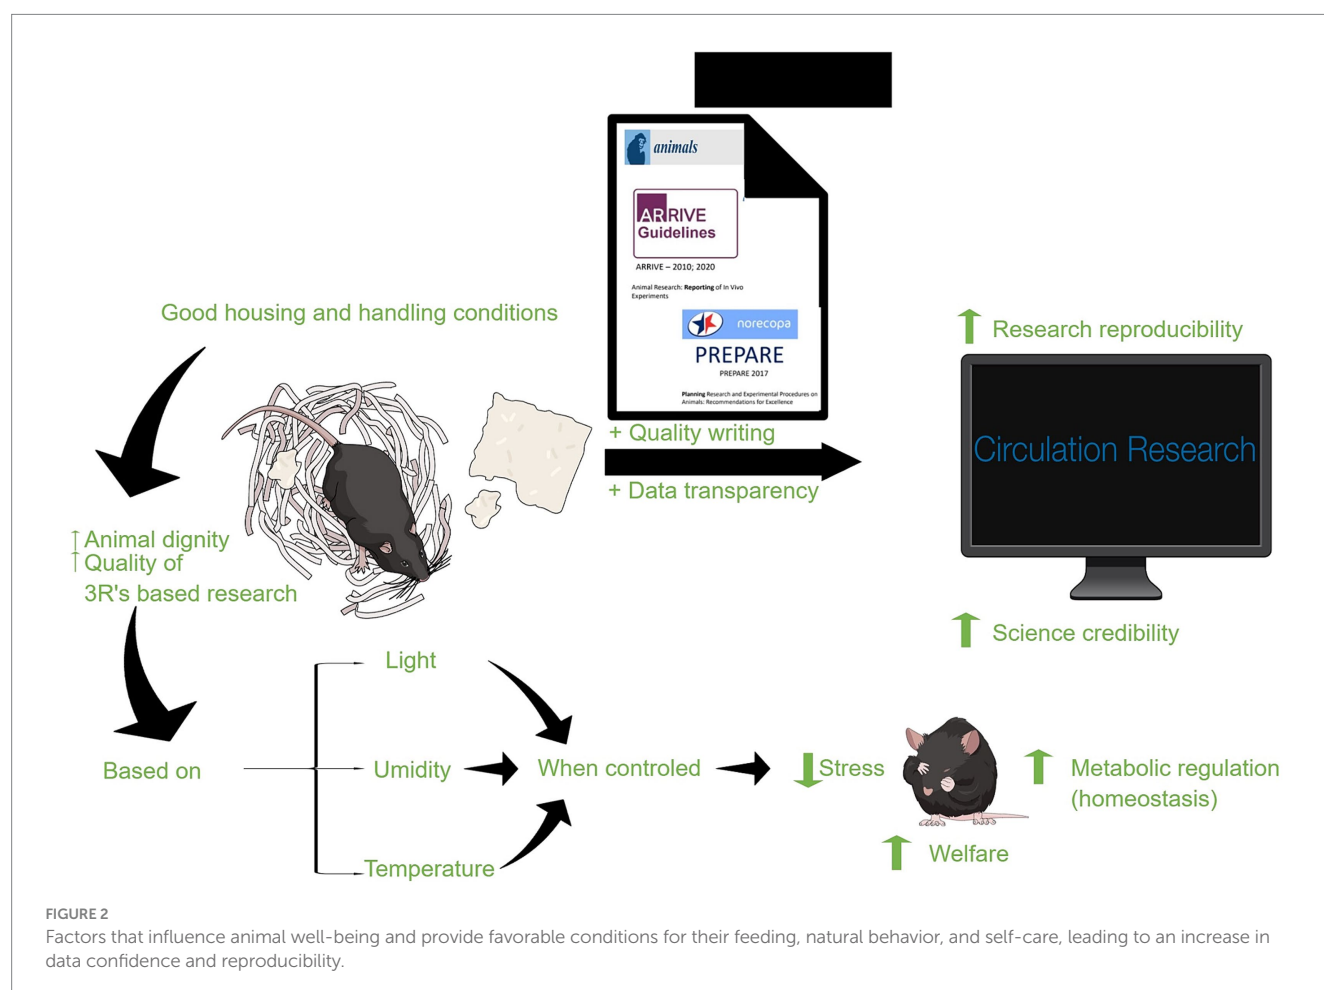 animals
ARRIVE
Guidelines
ARRIVE – 2010; 2020
Animal Research: Reporting of In Vivo
Experiments
norecopa
PREPARE
PREPARE 2017
Planning Research and Experimental Procedures on
Animals: Recommendations for Excellence
Good housing and handling conditions
+ Quality writing
+ Data transparency
↑ Research reproducibility
Circulation Research
↑ Science credibility
↑ Animal dignity
↑ Quality of
3R's based research
Based on
Light
Umidity
Temperature
When controled
↓ Stress
↑ Metabolic regulation
(homeostasis)
↑ Welfare
FIGURE 2
Factors that influence animal well-being and provide favorable conditions for their feeding, natural behavior, and self-care, leading to an increase in
data confidence and reproducibility.